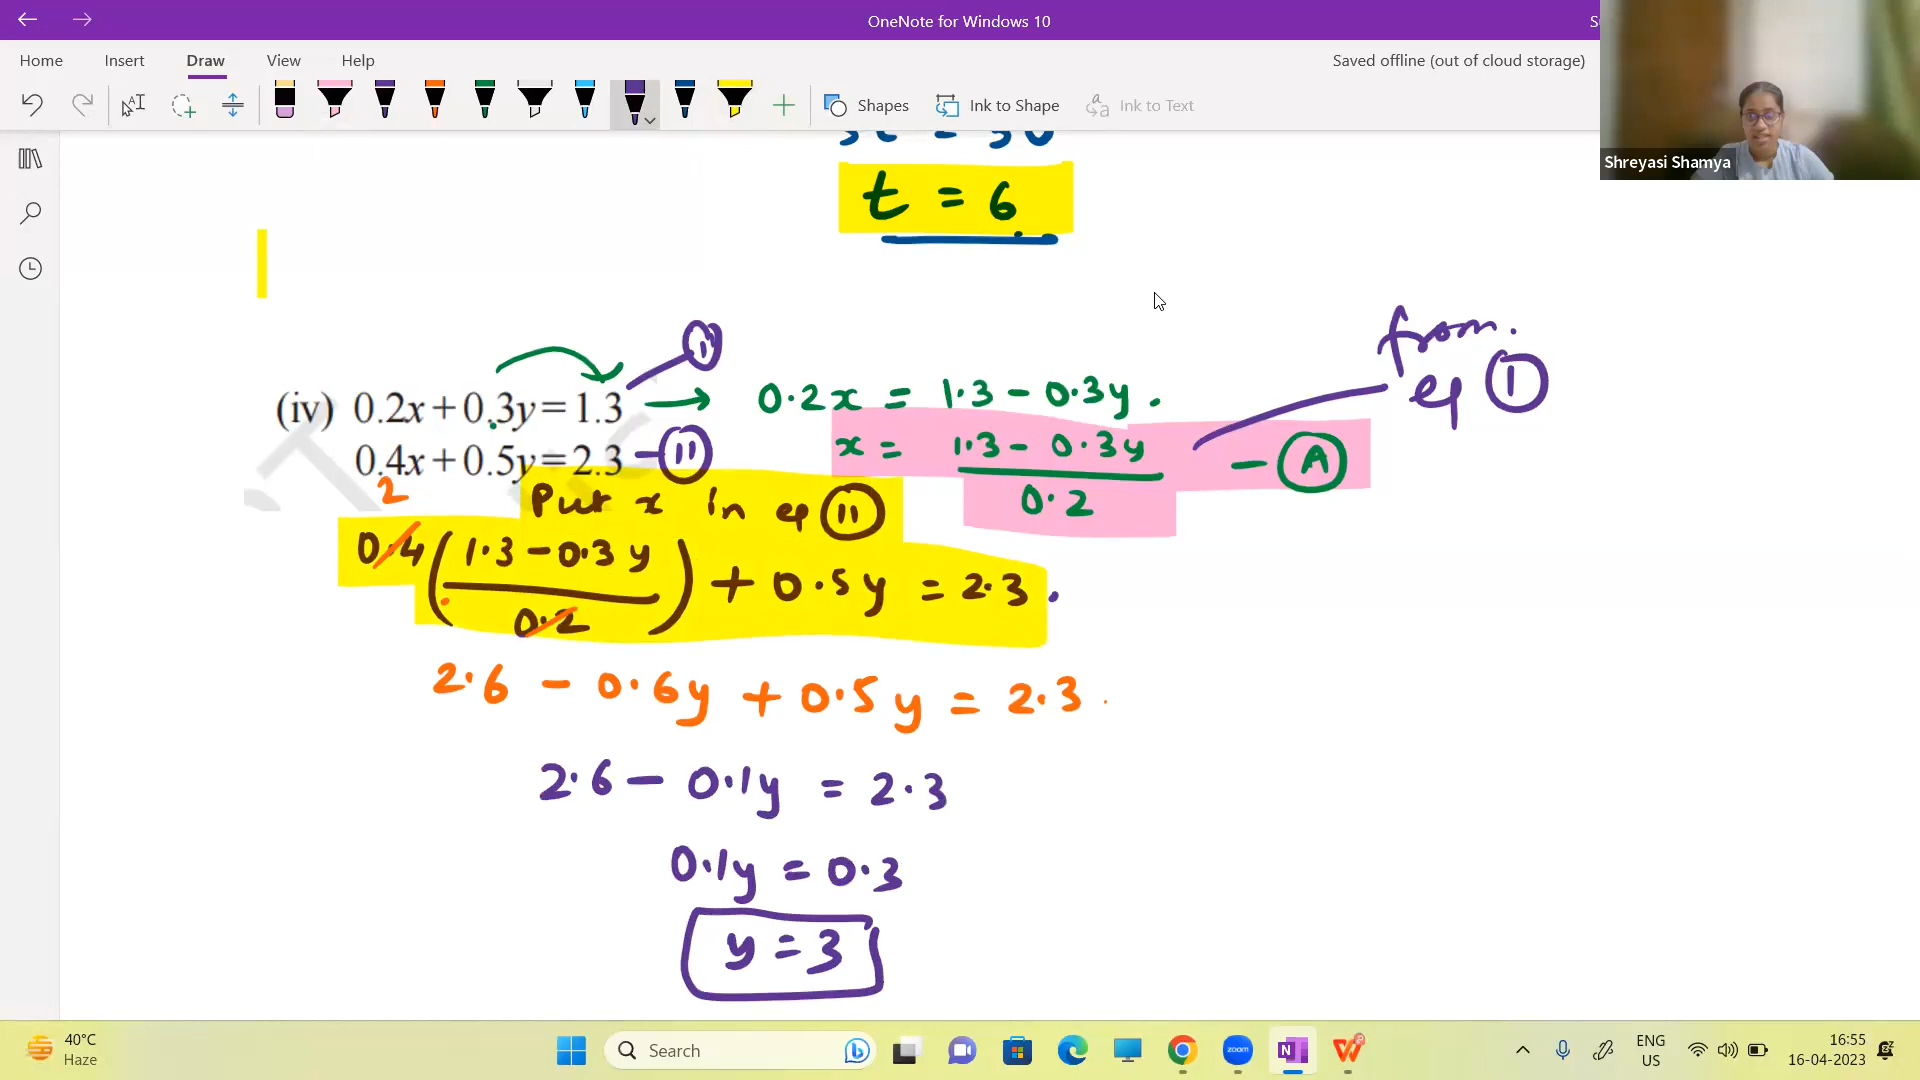 OneNote for Windows 10
Home Insert Draw View Help
Saved offline (out of cloud storage)
Shapes Ink to Shape Ink to Text
Shreyasi Shamya
t = 6
from.
eq I
(iv) 0.2x + 0.3y = 1.3
0.2x = 1.3 - 0.3y.
0.4x + 0.5y = 2.3 - II
x = 1.3 - 0.3y / 0.2 - A
2
Put x in eq II
0.4 ( 1.3 - 0.3y / 0.2 ) + 0.5y = 2.3.
2.6 - 0.6y + 0.5y = 2.3.
2.6 - 0.1y = 2.3
0.1y = 0.3
y = 3
40°C
Haze
Search
zoom
ENG
US
16:55
16-04-2023